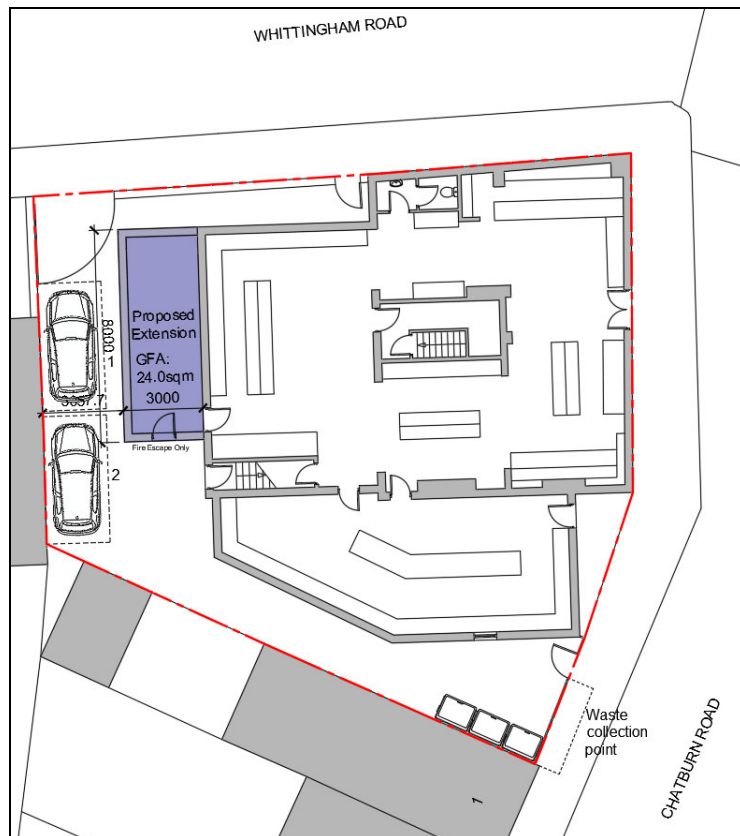 WHITTINGHAM ROAD
Proposed
Extension
GFA:
24.0sqm
3000
8000
1
Fire Escape Only
2
Waste
collection
point
CHATBURN ROAD
1